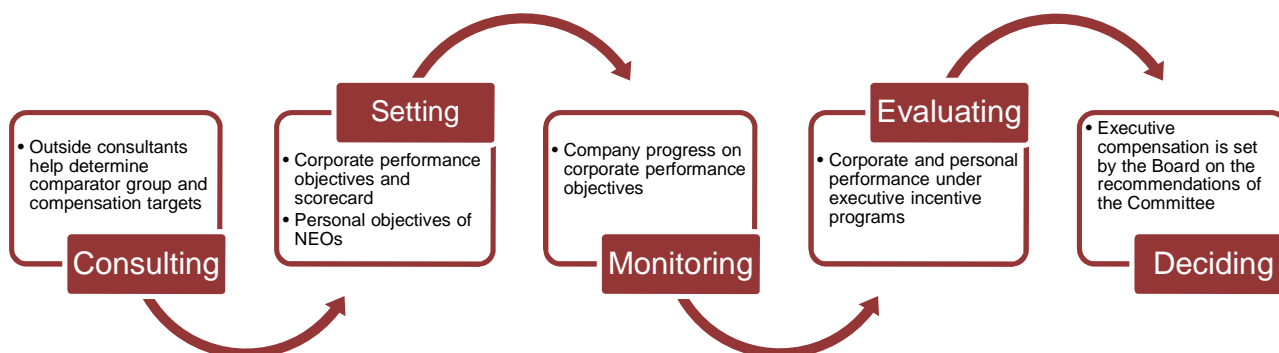 • Outside consultants
help determine
comparator group and
compensation targets
Consulting
Setting
• Corporate performance
objectives and
scorecard
• Personal objectives of
NEOs
• Company progress on
corporate performance
objectives
Monitoring
Evaluating
• Corporate and personal
performance under
executive incentive
programs
• Executive
compensation is set
by the Board on the
recommendations of
the Committee
Deciding